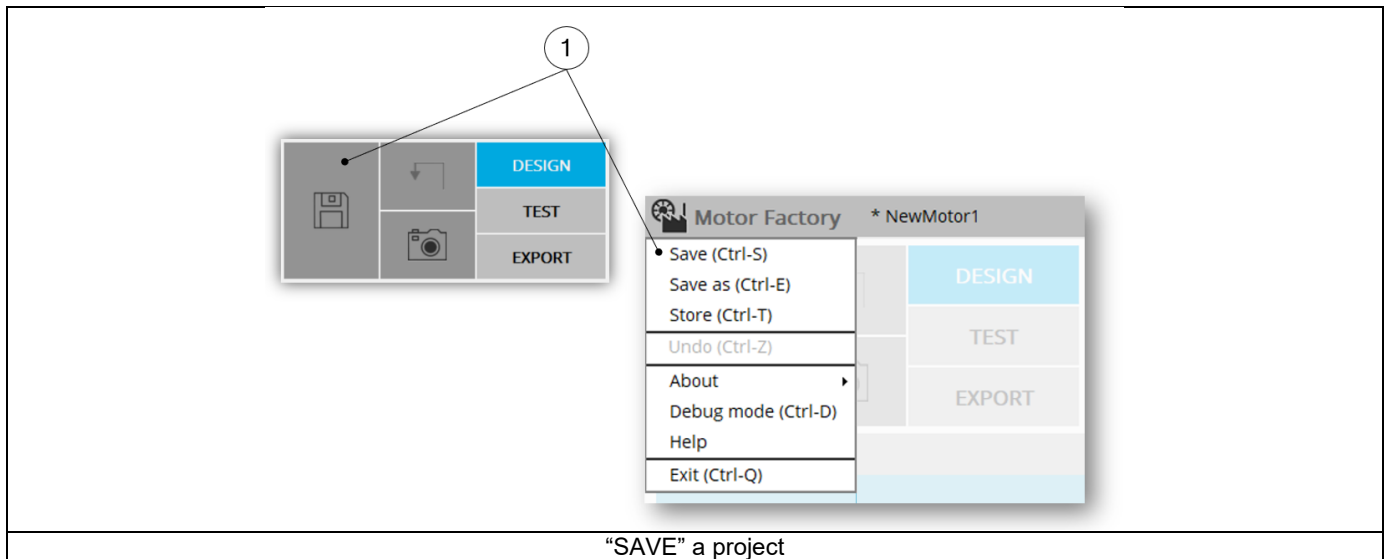 1
DESIGN
TEST
EXPORT
Motor Factory * NewMotor1
Save (Ctrl-S)
Save as (Ctrl-E)
Store (Ctrl-T)
Undo (Ctrl-Z)
About
Debug mode (Ctrl-D)
Help
Exit (Ctrl-Q)
DESIGN
TEST
EXPORT
“SAVE” a project